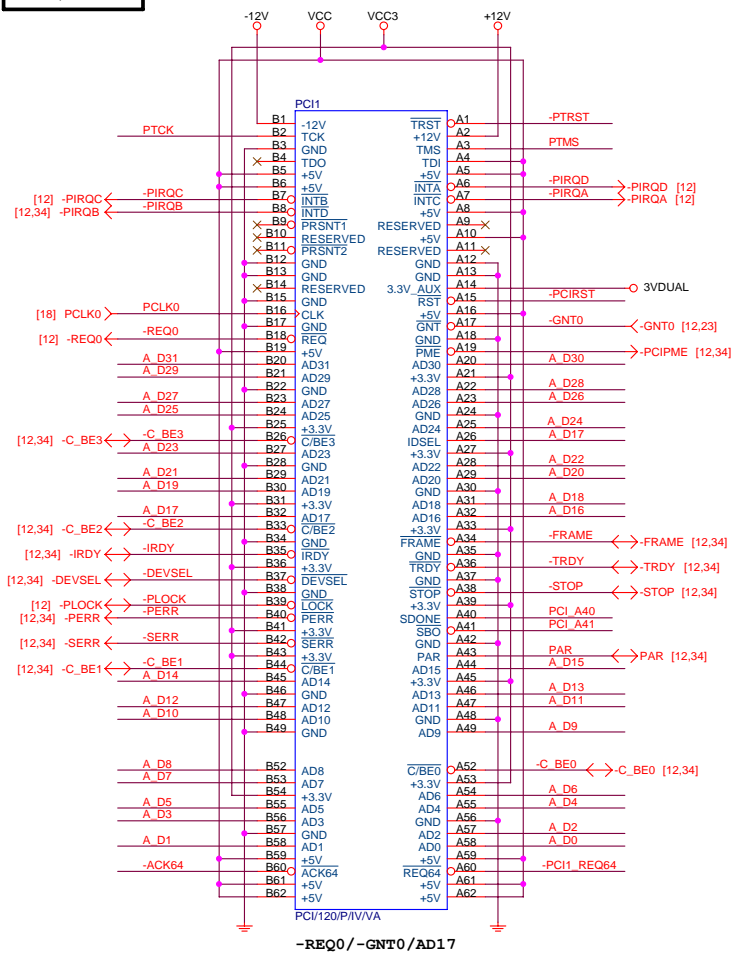 -12V VCC VCC3 +12V
PCI1
B1 -12V TRST A1 -PTRST
PTCK B2 TCK +12V A2
B3 GND TMS A3 PTMS
B4 TDO TDI A4
B5 +5V +5V A5
B6 +5V INTA A6 -PIRQD -PIRQD [12]
[12] -PIRQC -PIRQC B7 INTB INTC A7 -PIRQA -PIRQA [12]
[12,34] -PIRQB -PIRQB B8 INTD +5V A8
B9 PRSNT1 RESERVED A9
B10 RESERVED +5V A10
B11 PRSNT2 RESERVED A11
B12 GND GND A12
B13 GND GND A13
B14 RESERVED 3.3V_AUX A14 3VDUAL
B15 GND RST A15 -PCIRST
[18] PCLK0 PCLK0 B16 CLK +5V A16
B17 GND GNT A17 -GNT0 -GNT0 [12,23]
[12] -REQ0 -REQ0 B18 REQ GND A18
B19 +5V PME A19 -PCIPME [12,34]
A_D31 B20 AD31 AD30 A20 A_D30
A_D29 B21 AD29 +3.3V A21
B22 GND AD28 A22 A_D28
A_D27 B23 AD27 AD26 A23 A_D26
A_D25 B24 AD25 GND A24
B25 +3.3V AD24 A25 A_D24
[12,34] -C_BE3 -C_BE3 B26 C/BE3 IDSEL A26 A_D17
A_D23 B27 AD23 +3.3V A27
B28 GND AD22 A28 A_D22
A_D21 B29 AD21 AD20 A29 A_D20
A_D19 B30 AD19 GND A30
B31 +3.3V AD18 A31 A_D18
A_D17 B32 AD17 AD16 A32 A_D16
[12,34] -C_BE2 -C_BE2 B33 C/BE2 +3.3V A33
B34 GND FRAME A34 -FRAME -FRAME [12,34]
[12,34] -IRDY -IRDY B35 IRDY GND A35
B36 +3.3V TRDY A36 -TRDY -TRDY [12,34]
[12,34] -DEVSEL -DEVSEL B37 DEVSEL GND A37
B38 GND STOP A38 -STOP -STOP [12,34]
[12] -PLOCK -PLOCK B39 LOCK +3.3V A39
[12,34] -PERR -PERR B40 PERR SDONE A40 PCI_A40
B41 +3.3V SBO A41 PCI_A41
[12,34] -SERR -SERR B42 SERR GND A42
B43 +3.3V PAR A43 PAR PAR [12,34]
[12,34] -C_BE1 -C_BE1 B44 C/BE1 AD15 A44 A_D15
A_D14 B45 AD14 +3.3V A45
B46 GND AD13 A46 A_D13
A_D12 B47 AD12 AD11 A47 A_D11
A_D10 B48 AD10 GND A48
B49 GND AD9 A49 A_D9
A_D8 B52 AD8 C/BE0 A52 -C_BE0 -C_BE0 [12,34]
A_D7 B53 AD7 +3.3V A53
B54 +3.3V AD6 A54 A_D6
A_D5 B55 AD5 AD4 A55 A_D4
A_D3 B56 AD3 GND A56
B57 GND AD2 A57 A_D2
A_D1 B58 AD1 AD0 A58 A_D0
B59 +5V +5V A59
-ACK64 B60 ACK64 REQ64 A60 -PCI1_REQ64
B61 +5V +5V A61
B62 +5V +5V A62
PCI/120/P/IV/VA
-REQ0/-GNT0/AD17